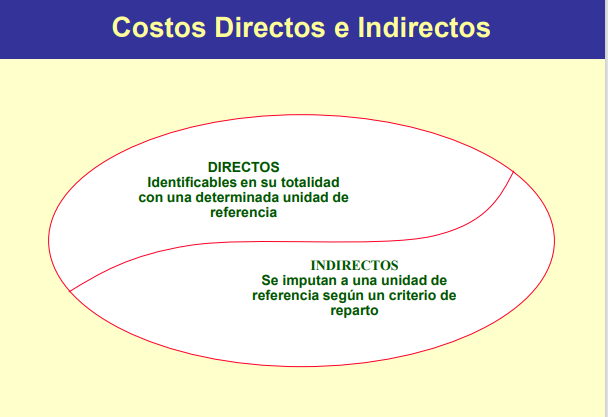 Costos Directos e Indirectos
DIRECTOS
Identificables en su totalidad
con una determinada unidad de
referencia
INDIRECTOS
Se imputan a una unidad de
referencia según un criterio de
reparto